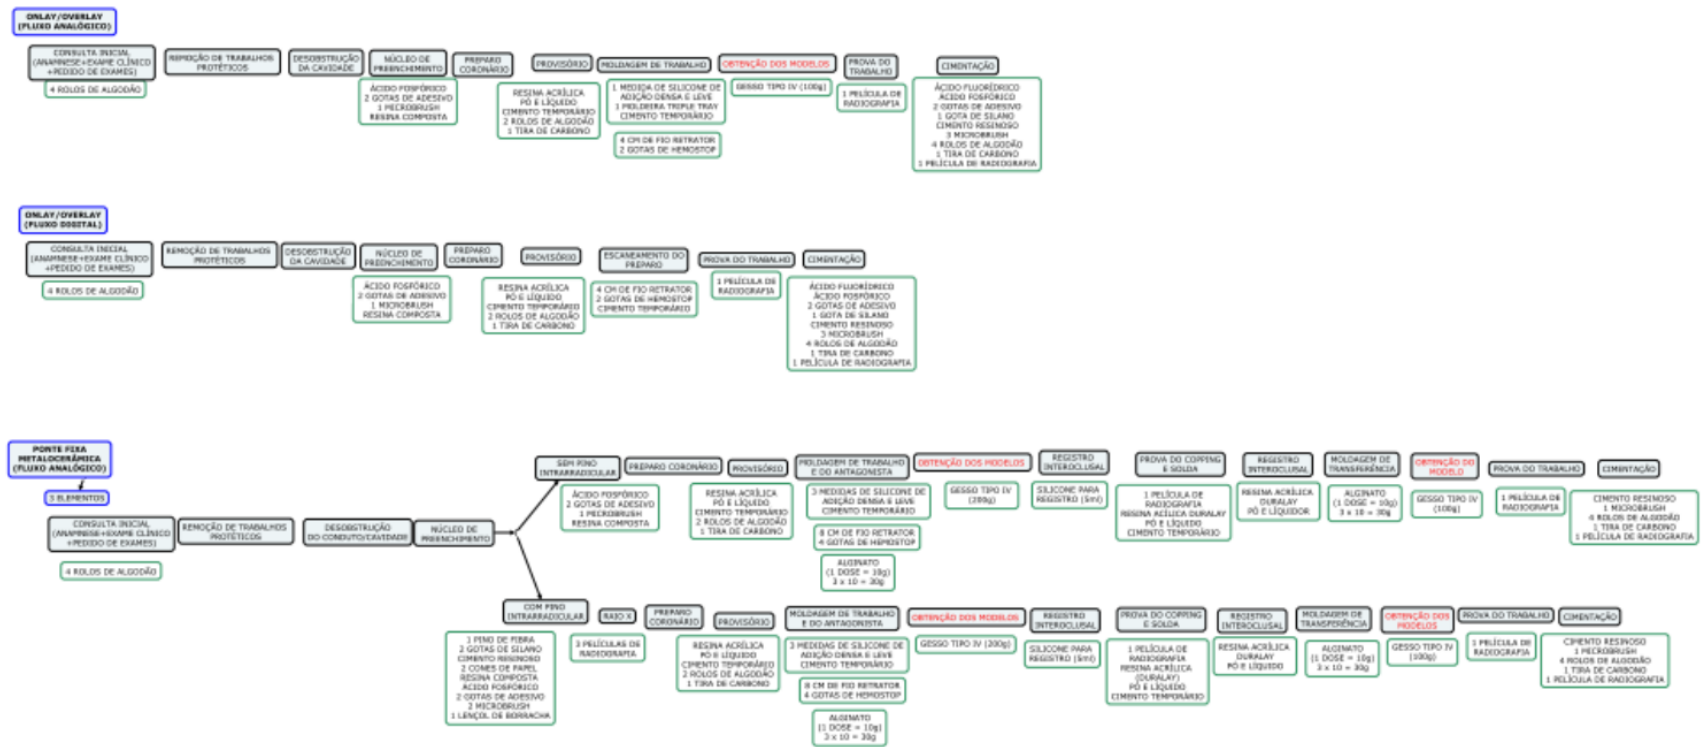 ONLAY/OVERLAY
(FLUXO ANALÓGICO)
CONSULTA INICIAL
(ANAMNESE+EXAME CLÍNICO
+PEDIDO DE EXAMES)
4 ROLOS DE ALGODÃO
REMOÇÃO DE TRABALHOS
PROTÉTICOS
DESOBSTRUÇÃO
DA CAVIDADE
NÚCLEO DE
PREENCHIMENTO
ÁCIDO FOSFÓRICO
2 GOTAS DE ADESIVO
1 MICROBRUSH
RESINA COMPOSTA
PREPARO
CORONÁRIO
PROVISÓRIO
RESINA ACRÍLICA
PÓ E LÍQUIDO
CIMENTO TEMPORÁRIO
2 ROLOS DE ALGODÃO
1 TIRA DE CARBONO
MOLDAGEM DE TRABALHO
1 MEDIDA DE SILICONE DE
ADIÇÃO DENSA E LEVE
1 MOLDEIRA TRIPLE TRAY
CIMENTO TEMPORÁRIO
4 CM DE FIO RETRATOR
2 GOTAS DE HEMOSTOP
OBTENÇÃO DOS MODELOS
GESSO TIPO IV (100g)
PROVA DO
TRABALHO
1 PELÍCULA DE
RADIOGRAFIA
CIMENTAÇÃO
ÁCIDO FLUORÍDRICO
ÁCIDO FOSFÓRICO
2 GOTAS DE ADESIVO
1 GOTA DE SILANO
CIMENTO RESINOSO
3 MICROBRUSH
4 ROLOS DE ALGODÃO
1 TIRA DE CARBONO
1 PELÍCULA DE RADIOGRAFIA
ONLAY/OVERLAY
(FLUXO DIGITAL)
CONSULTA INICIAL
(ANAMNESE+EXAME CLÍNICO
+PEDIDO DE EXAMES)
4 ROLOS DE ALGODÃO
REMOÇÃO DE TRABALHOS
PROTÉTICOS
DESOBSTRUÇÃO
DA CAVIDADE
NÚCLEO DE
PREENCHIMENTO
ÁCIDO FOSFÓRICO
2 GOTAS DE ADESIVO
1 MICROBRUSH
RESINA COMPOSTA
PREPARO
CORONÁRIO
PROVISÓRIO
RESINA ACRÍLICA
PÓ E LÍQUIDO
CIMENTO TEMPORÁRIO
2 ROLOS DE ALGODÃO
1 TIRA DE CARBONO
ESCANEAMENTO DO
PREPARO
4 CM DE FIO RETRATOR
2 GOTAS DE HEMOSTOP
CIMENTO TEMPORÁRIO
PROVA DO TRABALHO
1 PELÍCULA DE
RADIOGRAFIA
CIMENTAÇÃO
ÁCIDO FLUORÍDRICO
ÁCIDO FOSFÓRICO
2 GOTAS DE ADESIVO
1 GOTA DE SILANO
CIMENTO RESINOSO
3 MICROBRUSH
4 ROLOS DE ALGODÃO
1 TIRA DE CARBONO
1 PELÍCULA DE RADIOGRAFIA
PONTE FIXA
METALOCERÂMICA
(FLUXO ANALÓGICO)
3 ELEMENTOS
CONSULTA INICIAL
(ANAMNESE+EXAME CLÍNICO
+PEDIDO DE EXAMES)
4 ROLOS DE ALGODÃO
REMOÇÃO DE TRABALHOS
PROTÉTICOS
DESOBSTRUÇÃO
DO CONDUTO/CAVIDADE
NÚCLEO DE
PREENCHIMENTO
SEM PINO
INTRARRADICULAR
ÁCIDO FOSFÓRICO
2 GOTAS DE ADESIVO
1 MICROBRUSH
RESINA COMPOSTA
PREPARO CORONÁRIO
PROVISÓRIO
RESINA ACRÍLICA
PÓ E LÍQUIDO
CIMENTO TEMPORÁRIO
2 ROLOS DE ALGODÃO
1 TIRA DE CARBONO
MOLDAGEM DE TRABALHO
E DO ANTAGONISTA
3 MEDIDAS DE SILICONE DE
ADIÇÃO DENSA E LEVE
CIMENTO TEMPORÁRIO
8 CM DE FIO RETRATOR
4 GOTAS DE HEMOSTOP
ALGINATO
(1 DOSE = 10g)
3 x 10 = 30g
OBTENÇÃO DOS MODELOS
GESSO TIPO IV
(200g)
REGISTRO
INTEROCLUSAL
SILICONE PARA
REGISTRO (5ml)
PROVA DO COPPING
E SOLDA
1 PELÍCULA DE
RADIOGRAFIA
RESINA ACÍLICA DURALAY
PÓ E LÍQUIDO
CIMENTO TEMPORÁRIO
REGISTRO
INTEROCLUSAL
RESINA ACRÍLICA
DURALAY
PÓ E LÍQUIDOR
MOLDAGEM DE
TRANSFERÊNCIA
ALGINATO
(1 DOSE = 10g)
3 x 10 = 30g
OBTENÇÃO DO
MODELO
GESSO TIPO IV
(100g)
PROVA DO TRABALHO
1 PELÍCULA DE
RADIOGRAFIA
CIMENTAÇÃO
CIMENTO RESINOSO
1 MICROBRUSH
4 ROLOS DE ALGODÃO
1 TIRA DE CARBONO
1 PELÍCULA DE RADIOGRAFIA
COM PINO
INTRARRADICULAR
1 PINO DE FIBRA
2 GOTAS DE SILANO
CIMENTO RESINOSO
2 CONES DE PAPEL
RESINA COMPOSTA
ÁCIDO FOSFÓRICO
2 GOTAS DE ADESIVO
2 MICROBRUSH
1 LENÇOL DE BORRACHA
RAIO X
3 PELÍCULAS DE
RADIOGRAFIA
PREPARO
CORONÁRIO
PROVISÓRIO
RESINA ACRÍLICA
PÓ E LÍQUIDO
CIMENTO TEMPORÁRIO
2 ROLOS DE ALGODÃO
1 TIRA DE CARBONO
MOLDAGEM DE TRABALHO
E DO ANTAGONISTA
3 MEDIDAS DE SILICONE DE
ADIÇÃO DENSA E LEVE
CIMENTO TEMPORÁRIO
8 CM DE FIO RETRATOR
4 GOTAS DE HEMOSTOP
ALGINATO
(1 DOSE = 10g)
3 x 10 = 30g
OBTENÇÃO DOS MODELOS
GESSO TIPO IV (200g)
REGISTRO
INTEROCLUSAL
SILICONE PARA
REGISTRO (5ml)
PROVA DO COPPING
E SOLDA
1 PELÍCULA DE
RADIOGRAFIA
RESINA ACRÍLICA
(DURALAY)
PÓ E LÍQUIDO
CIMENTO TEMPORÁRIO
REGISTRO
INTEROCLUSAL
RESINA ACRÍLICA
DURALAY
PÓ E LÍQUIDO
MOLDAGEM DE
TRANSFERÊNCIA
ALGINATO
(1 DOSE = 10g)
3 x 10 = 30g
OBTENÇÃO DOS
MODELOS
GESSO TIPO IV
(100g)
PROVA DO TRABALHO
1 PELÍCULA DE
RADIOGRAFIA
CIMENTAÇÃO
CIMENTO RESINOSO
1 MICROBRUSH
4 ROLOS DE ALGODÃO
1 TIRA DE CARBONO
1 PELÍCULA DE RADIOGRAFIA